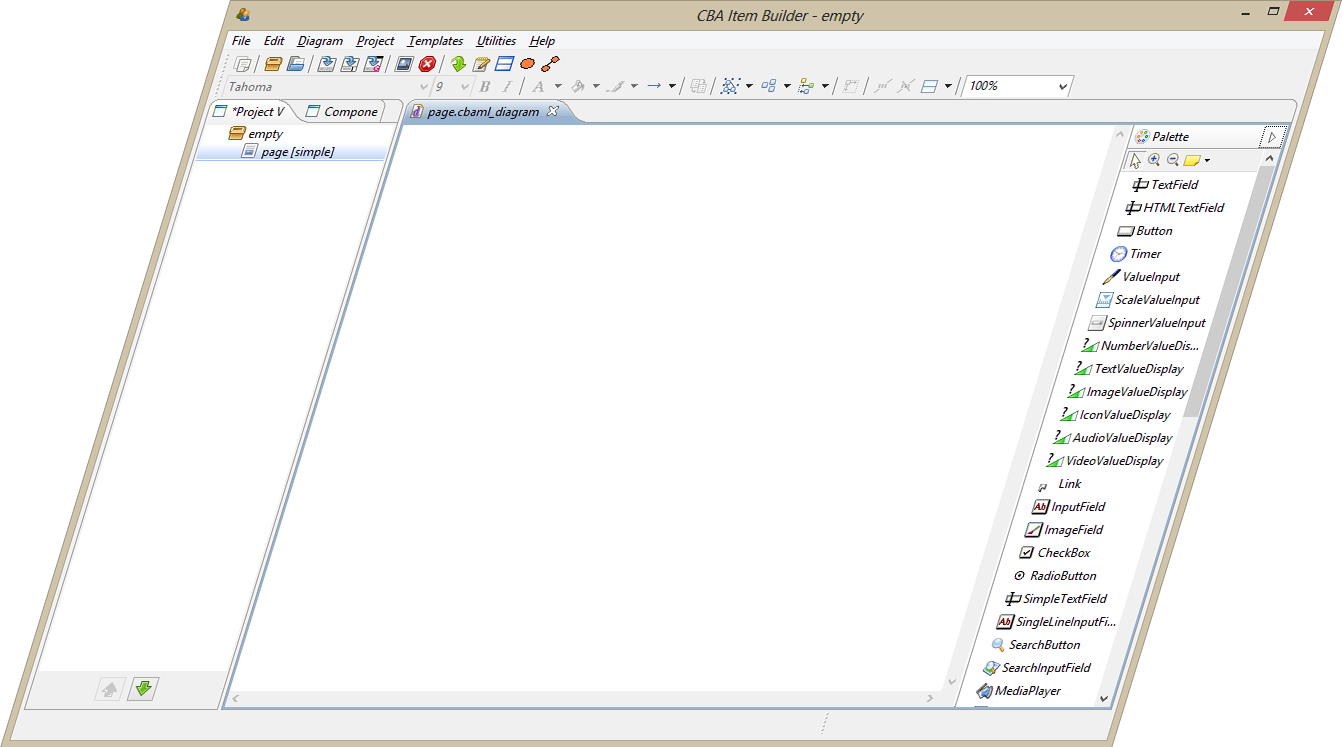 CBA Item Builder - empty
File Edit Diagram Project Templates Utilities Help
Tahoma 9 B I A 100%
*Project V Compone page.cbaml_diagram
empty
page [simple]
Palette
TextField
HTMLTextField
Button
Timer
ValueInput
ScaleValueInput
SpinnerValueInput
NumberValueDis...
TextValueDisplay
ImageValueDisplay
IconValueDisplay
AudioValueDisplay
VideoValueDisplay
Link
InputField
ImageField
CheckBox
RadioButton
SimpleTextField
SingleLineInputFi...
SearchButton
SearchInputField
MediaPlayer